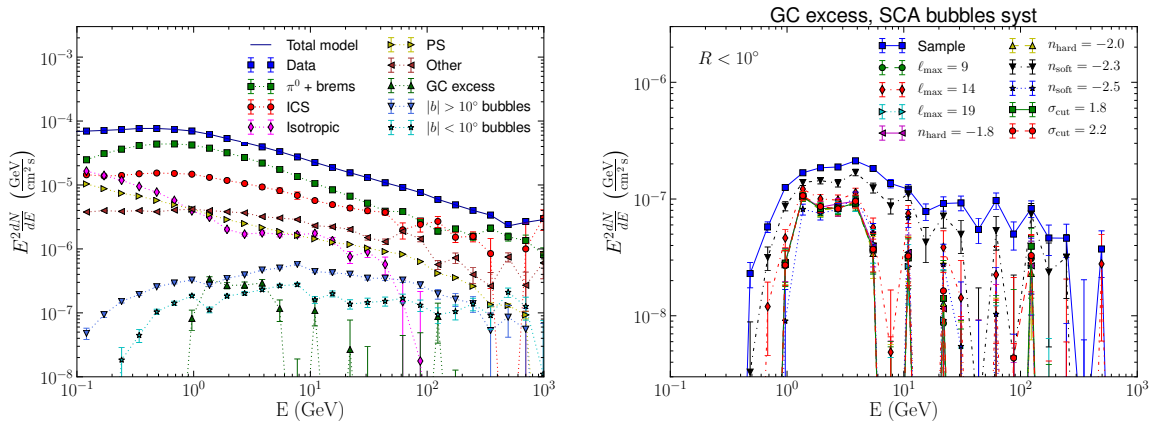 10⁻³
10⁻⁴
10⁻⁵
10⁻⁶
10⁻⁷
10⁻⁸
E² dN/dE (GeV/cm² s)
Total model
Data
π⁰ + brems
ICS
Isotropic
PS
Other
GC excess
|b| > 10° bubbles
|b| < 10° bubbles
10⁻¹ 10⁰ 10¹ 10² 10³
E (GeV)
GC excess, SCA bubbles syst
R < 10°
10⁻⁶
10⁻⁷
10⁻⁸
E² dN/dE (GeV/cm² s)
Sample
ℓmax = 9
ℓmax = 14
ℓmax = 19
nhard = −1.8
nhard = −2.0
nsoft = −2.3
nsoft = −2.5
σcut = 1.8
σcut = 2.2
10⁻¹ 10⁰ 10¹ 10² 10³
E (GeV)